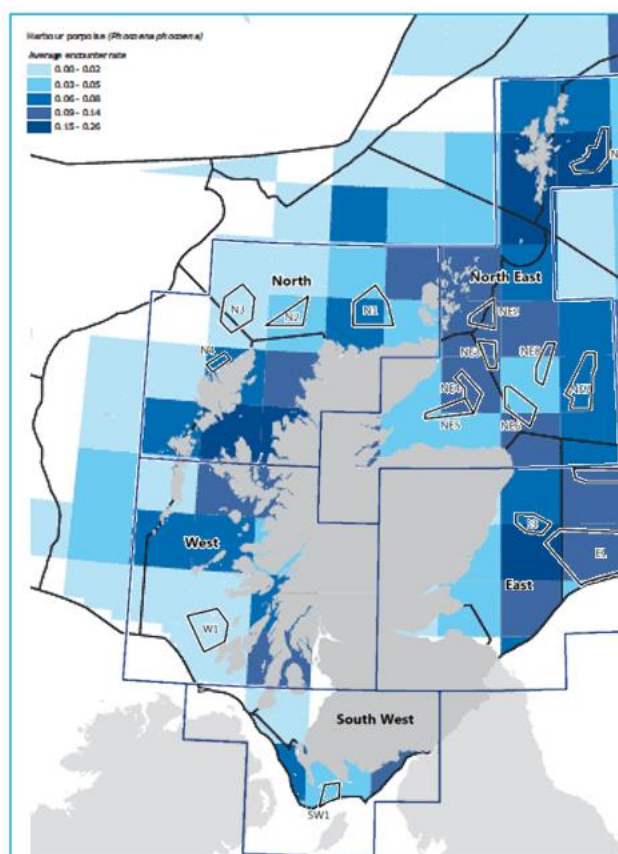 Harbour porpoise (Phocoena phocoena)
Average encounter rate
0.00 - 0.02
0.03 - 0.05
0.06 - 0.08
0.09 - 0.14
0.15 - 0.26
North
North East
N3
N2
N1
NE2
N4
NE3
NE4
NE5
NE6
West
East
W1
South West
SW1